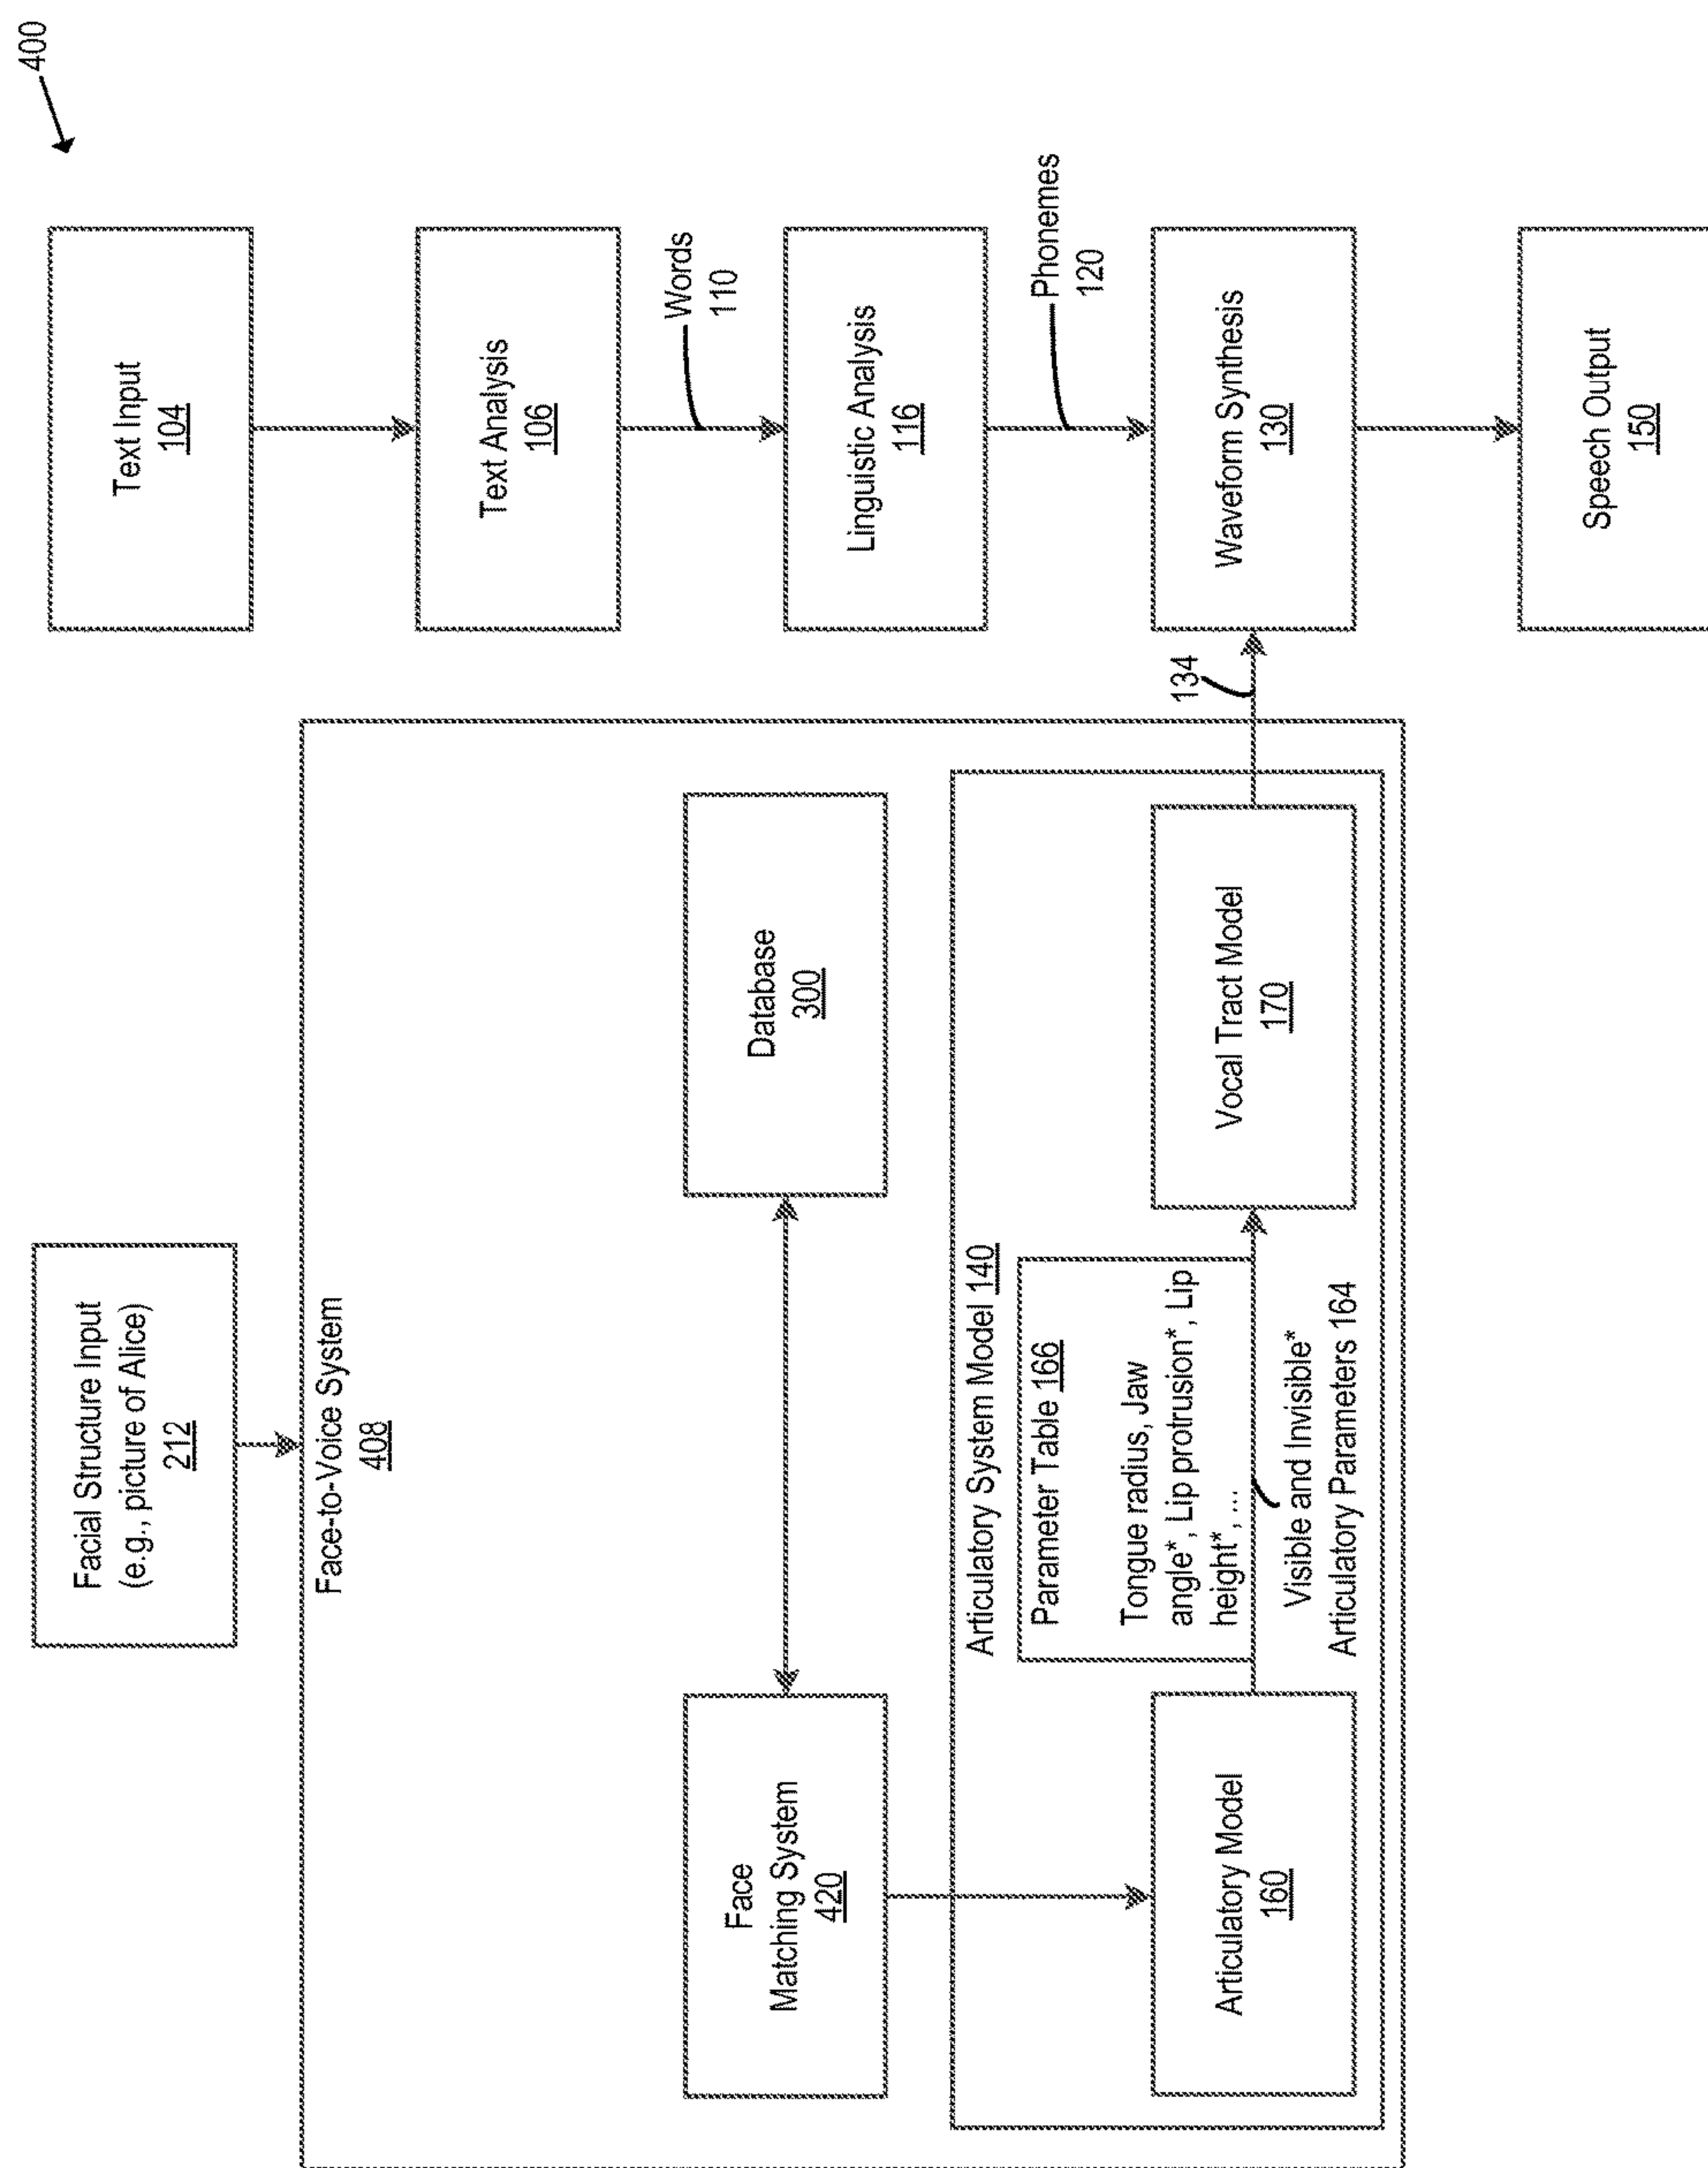 400
Facial Structure Input
(e.g., picture of Alice)
212
Face-to-Voice System
408
Face
Matching System
420
Database
300
Articulatory System Model 140
Parameter Table 166
Tongue radius, Jaw
angle*, Lip protrusion*, Lip
height*, ...
Visible and Invisible*
Articulatory Parameters 164
Articulatory Model
160
Vocal Tract Model
170
134
Text Input
104
Text Analysis
106
Words
110
Linguistic Analysis
116
Phonemes
120
Waveform Synthesis
130
Speech Output
150